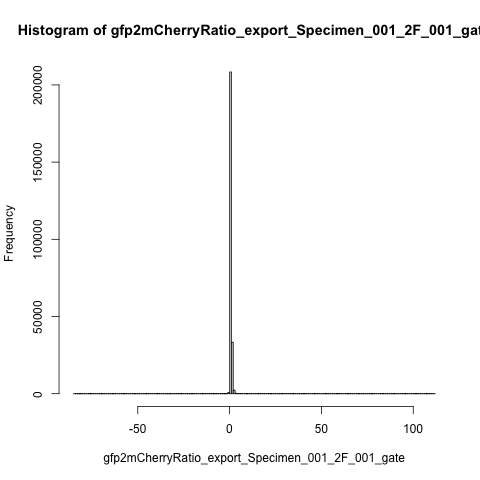 Histogram of gfp2mCherryRatio_export_Specimen_001_2F_001_gat
200000
150000
100000
50000
0
Frequency
-50 0 50 100
gfp2mCherryRatio_export_Specimen_001_2F_001_gate